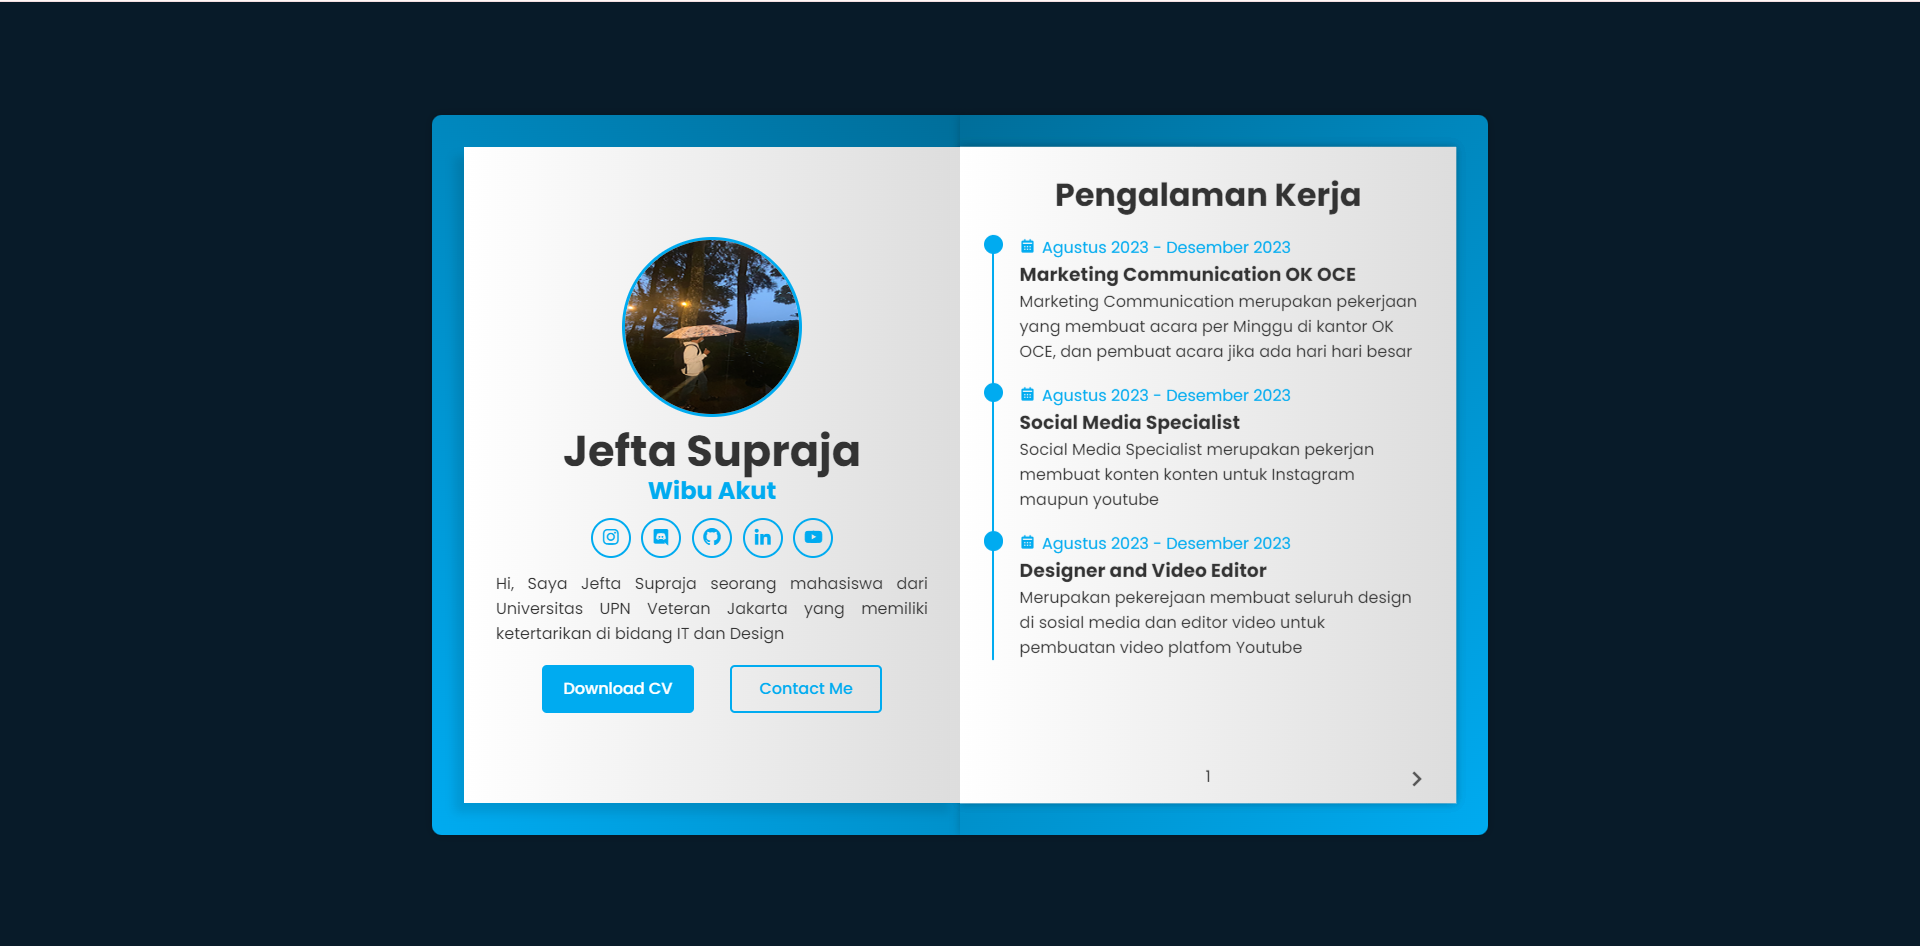 Jefta Supraja
Wibu Akut
Hi, Saya Jefta Supraja seorang mahasiswa dari
Universitas UPN Veteran Jakarta yang memiliki
ketertarikan di bidang IT dan Design
Download CV
Contact Me
Pengalaman Kerja
Agustus 2023 - Desember 2023
Marketing Communication OK OCE
Marketing Communication merupakan pekerjaan
yang membuat acara per Minggu di kantor OK
OCE, dan pembuat acara jika ada hari hari besar
Agustus 2023 - Desember 2023
Social Media Specialist
Social Media Specialist merupakan pekerjan
membuat konten konten untuk Instagram
maupun youtube
Agustus 2023 - Desember 2023
Designer and Video Editor
Merupakan pekerejaan membuat seluruh design
di sosial media dan editor video untuk
pembuatan video platfom Youtube
1